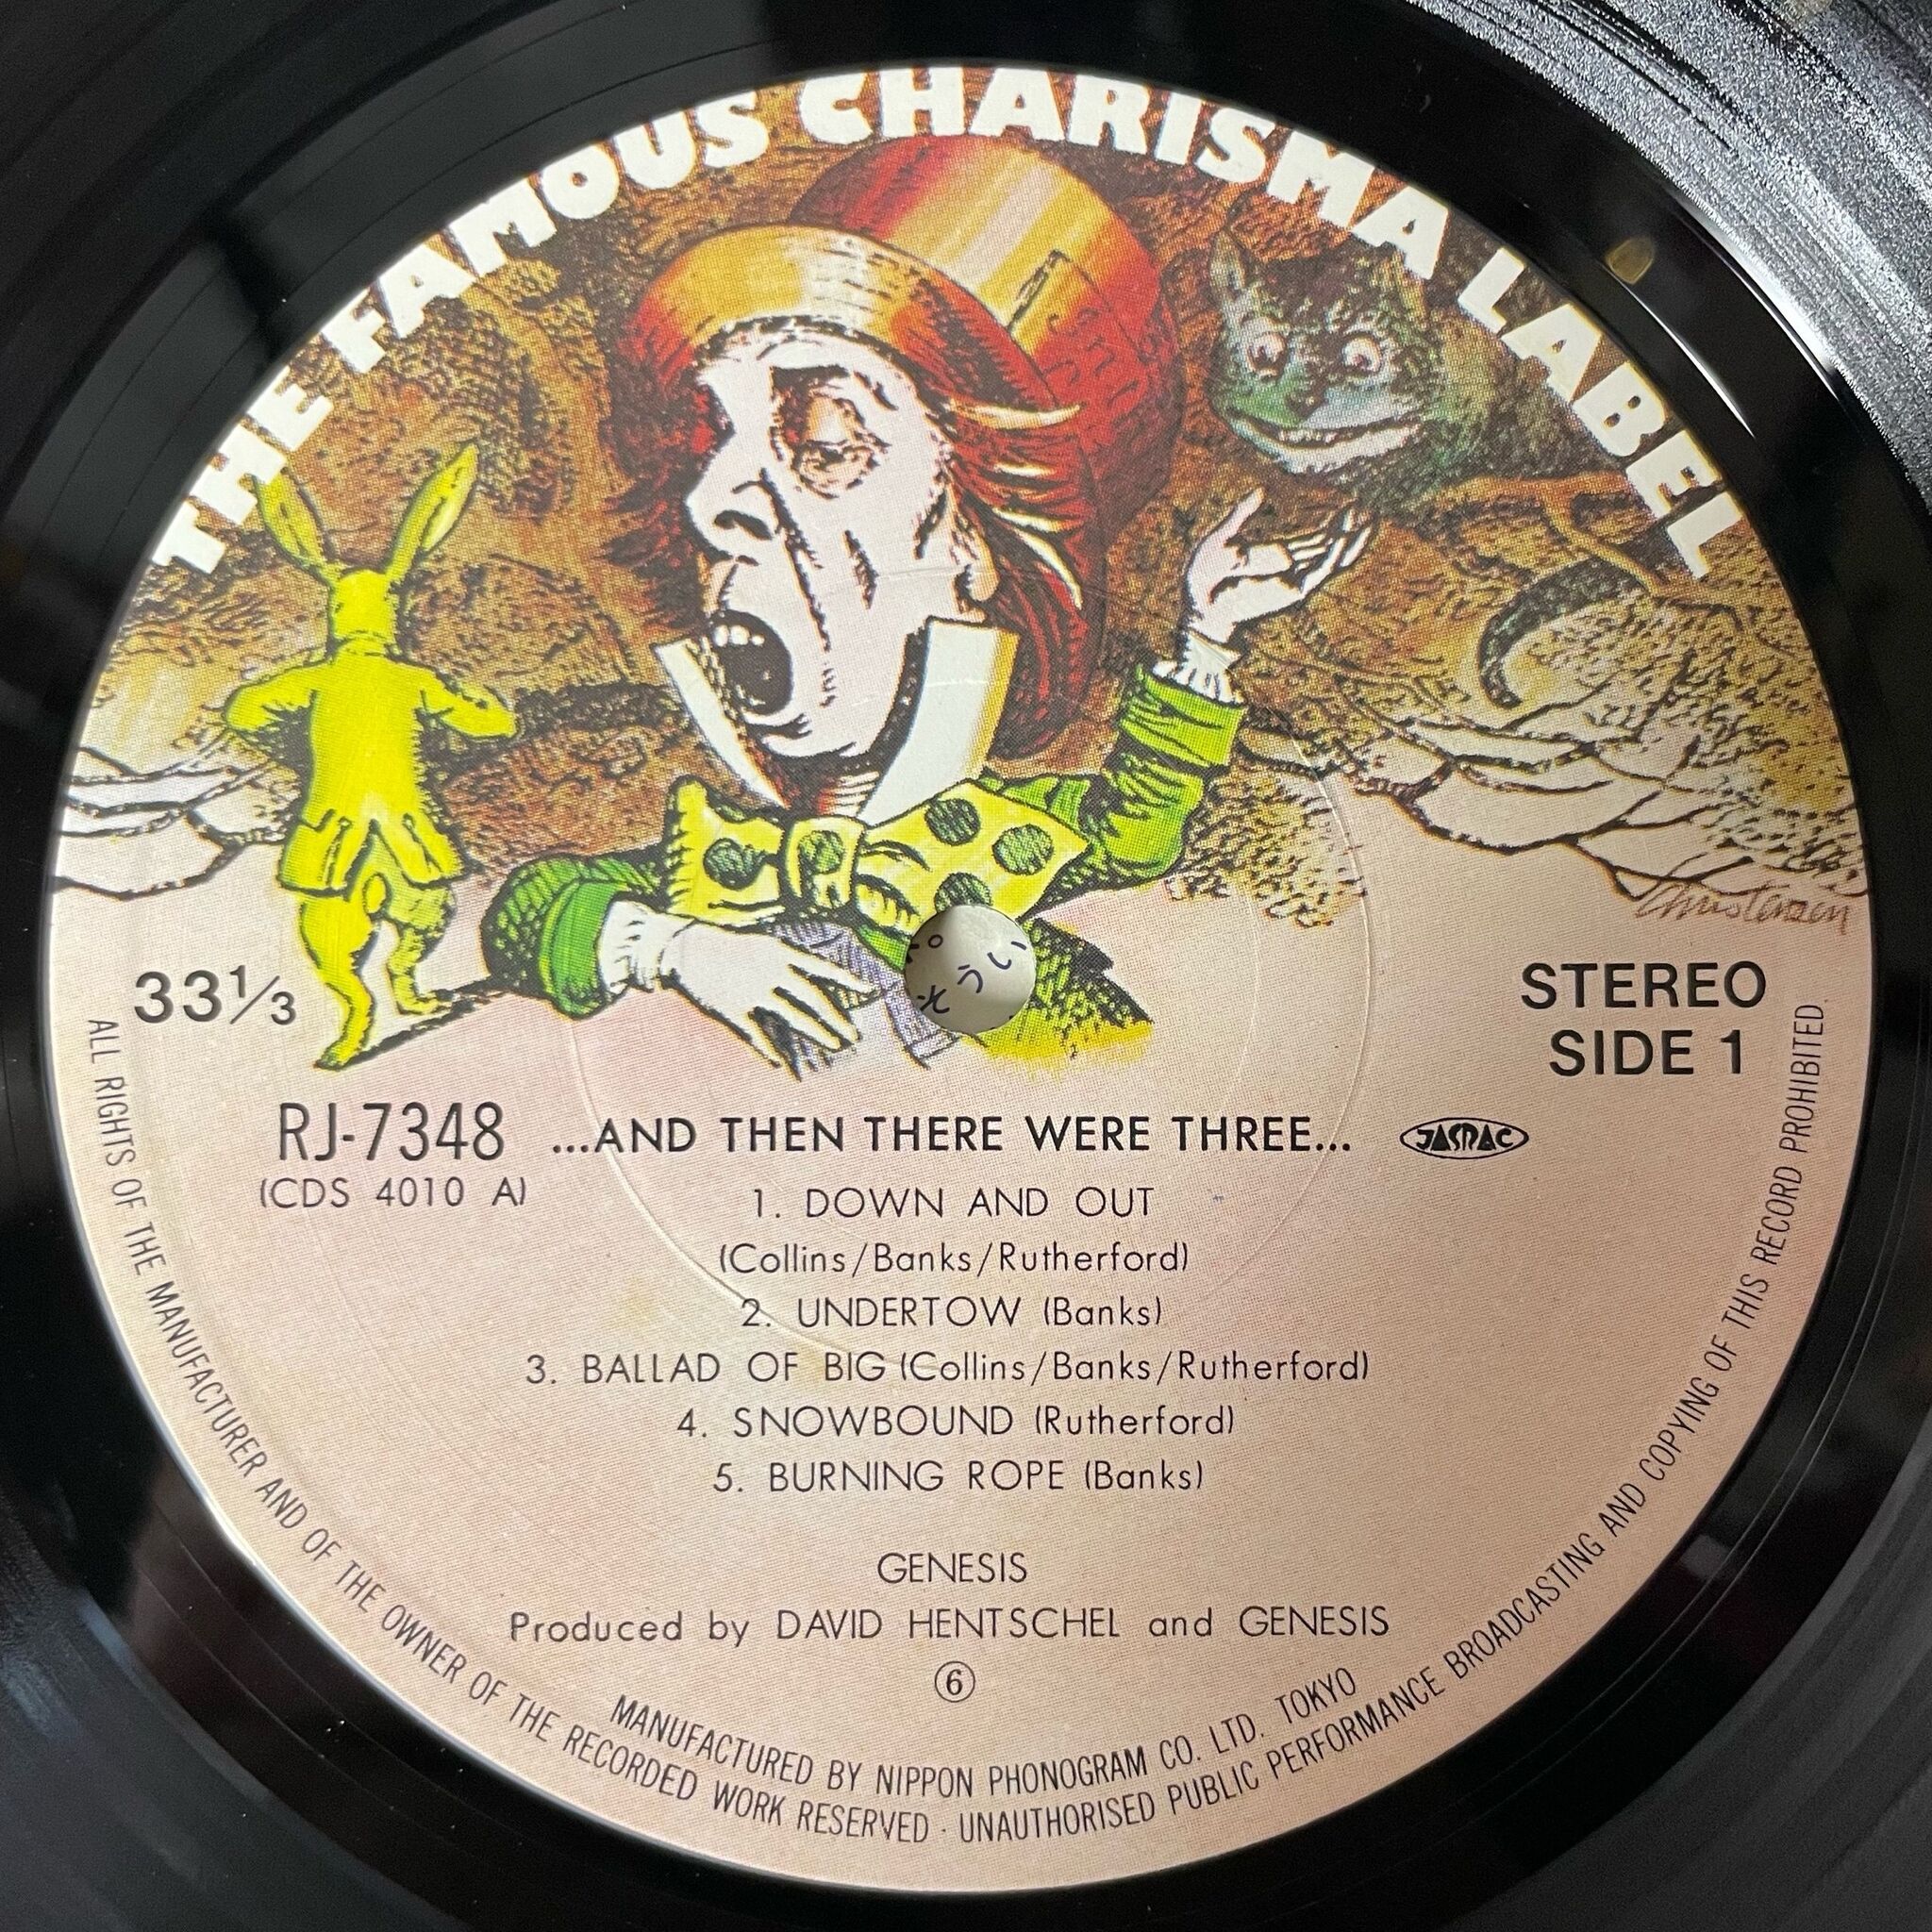 THE FAMOUS CHARISMA LABEL
Christensen
33⅓
STEREO
SIDE 1
そうい
RJ-7348
(CDS 4010 A)
...AND THEN THERE WERE THREE...
JASRAC
1. DOWN AND OUT
(Collins/Banks/Rutherford)
2. UNDERTOW (Banks)
3. BALLAD OF BIG (Collins/Banks/Rutherford)
4. SNOWBOUND (Rutherford)
5. BURNING ROPE (Banks)
GENESIS
Produced by DAVID HENTSCHEL and GENESIS
⑥
MANUFACTURED BY NIPPON PHONOGRAM CO. LTD. TOKYO
ALL RIGHTS OF THE MANUFACTURER AND OF THE OWNER OF THE RECORDED WORK RESERVED · UNAUTHORISED PUBLIC PERFORMANCE BROADCASTING AND COPYING OF THIS RECORD PROHIBITED.